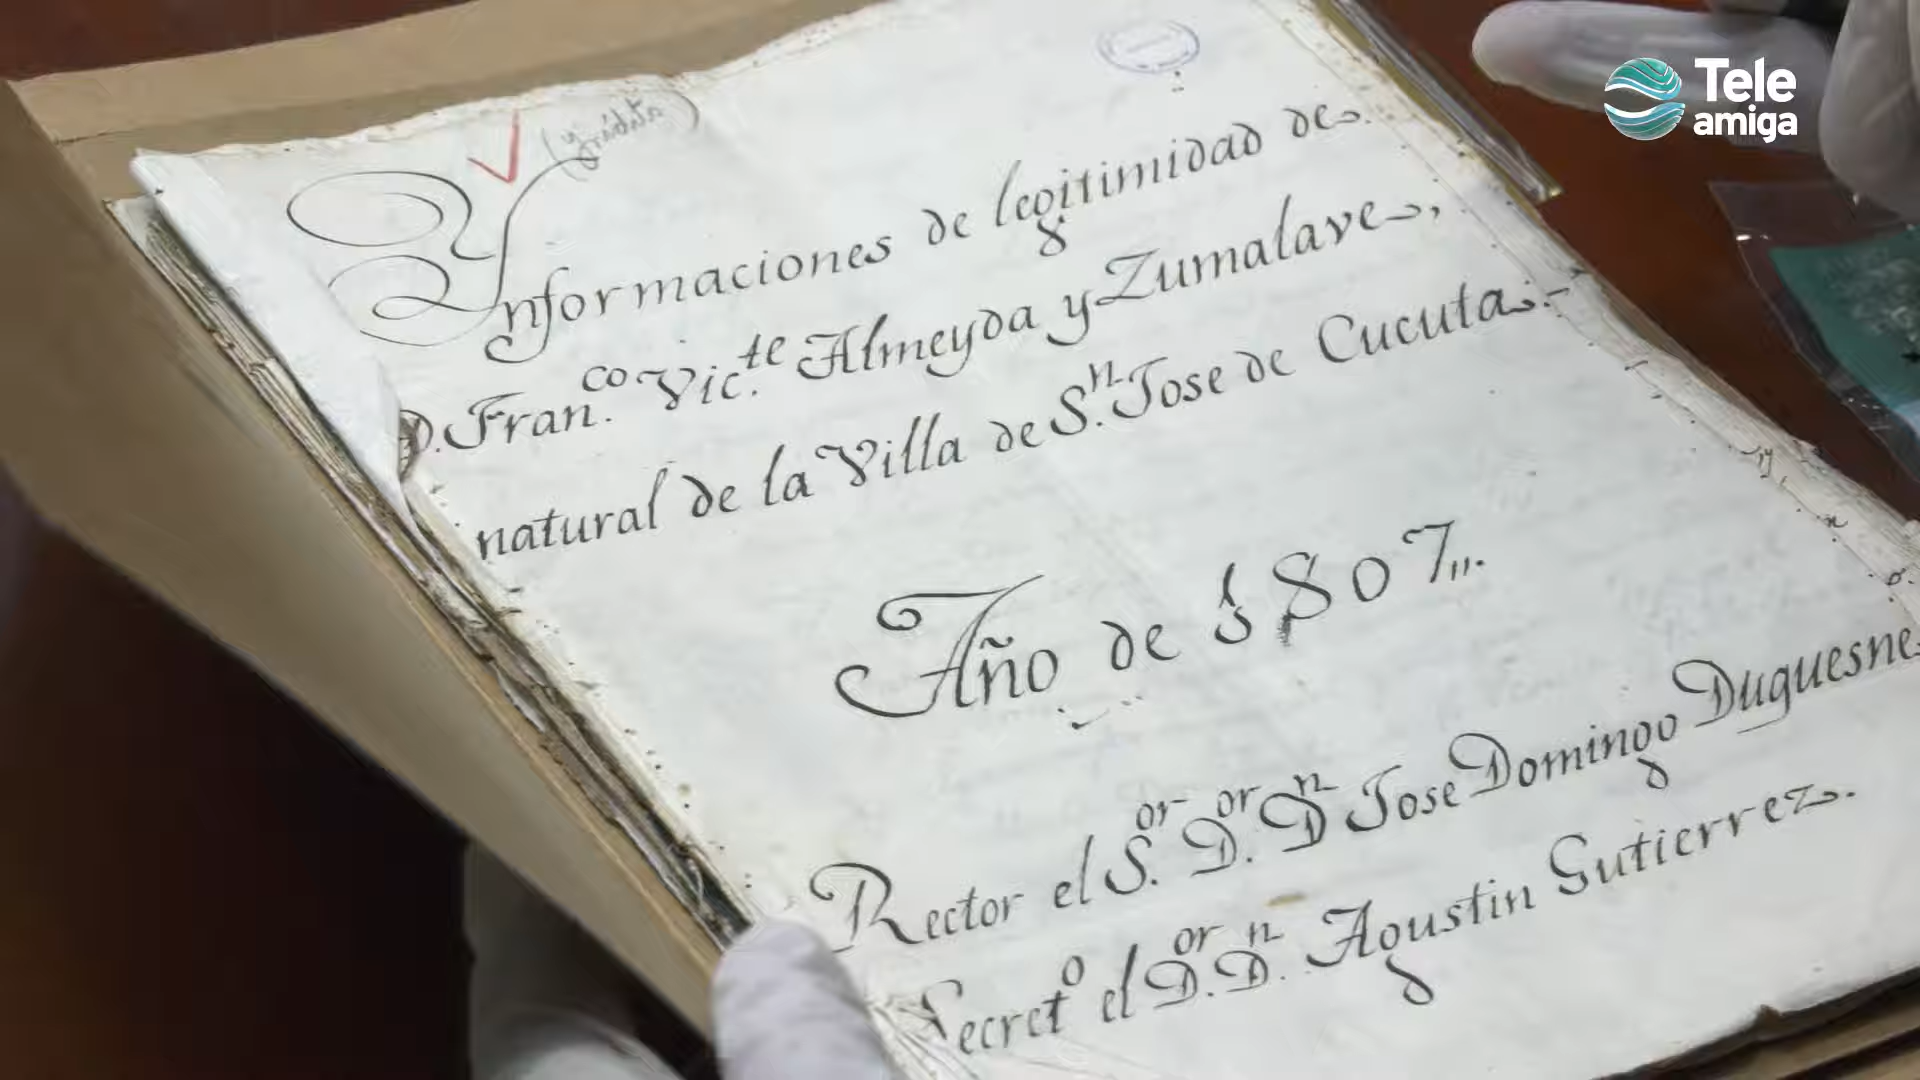 Tele
amiga
Ynformaciones de legitimidad de
D. Fran.co Vic.te Almeyda y Zumalave,
natural de la Villa de S.n Jose de Cucuta.
Año de 1807.
Rector el S.or D.or D.n Jose Domingo Duquesne
Secret.o el D.or D.n Agustin Gutierrez.